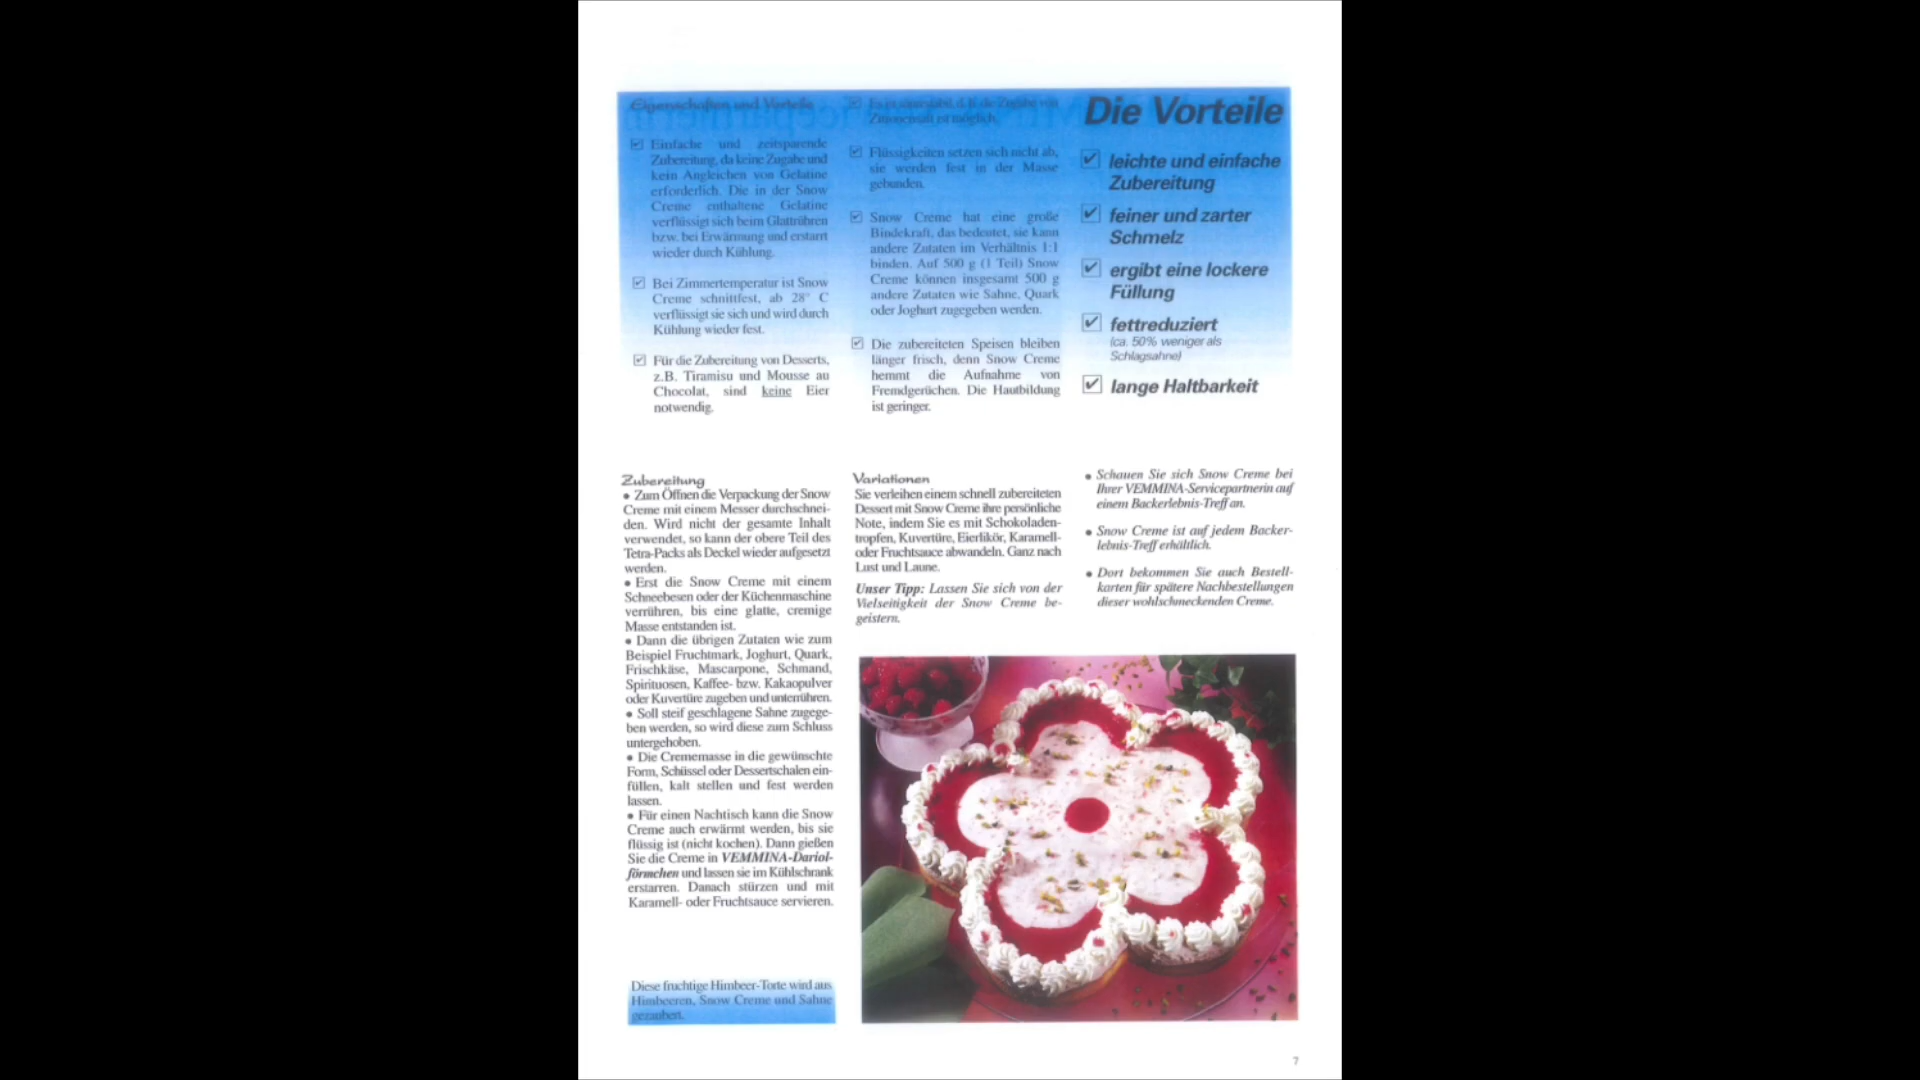 Eigenschaften und Vorteile
Einfache und zeitsparende
Zubereitung, da keine Zugabe und
kein Angleichen von Gelatine
erforderlich. Die in der Snow
Creme enthaltene Gelatine
verflüssigt sich beim Glattrühren
bzw. bei Erwärmung und erstarrt
wieder durch Kühlung.
Bei Zimmertemperatur ist Snow
Creme schnittfest, ab 28° C
verflüssigt sie sich und wird durch
Kühlung wieder fest.
Für die Zubereitung von Desserts,
z.B. Tiramisu und Mousse au
Chocolat, sind keine Eier
notwendig.
Es ist säurestabil, d. h. die Zugabe von
Zitronensaft ist möglich.
Flüssigkeiten setzen sich nicht ab,
sie werden fest in der Masse
gebunden.
Snow Creme hat eine große
Bindekraft, das bedeutet, sie kann
andere Zutaten im Verhältnis 1:1
binden. Auf 500 g (1 Teil) Snow
Creme können insgesamt 500 g
andere Zutaten wie Sahne, Quark
oder Joghurt zugegeben werden.
Die zubereiteten Speisen bleiben
länger frisch, denn Snow Creme
hemmt die Aufnahme von
Fremdgerüchen. Die Hautbildung
ist geringer.
Die Vorteile
leichte und einfache
Zubereitung
feiner und zarter
Schmelz
ergibt eine lockere
Füllung
fettreduziert
(ca. 50% weniger als
Schlagsahne)
lange Haltbarkeit
Zubereitung
• Zum Öffnen die Verpackung der Snow
Creme mit einem Messer durchschnei-
den. Wird nicht der gesamte Inhalt
verwendet, so kann der obere Teil des
Tetra-Packs als Deckel wieder aufgesetzt
werden.
• Erst die Snow Creme mit einem
Schneebesen oder der Küchenmaschine
verrühren, bis eine glatte, cremige
Masse entstanden ist.
• Dann die übrigen Zutaten wie zum
Beispiel Fruchtmark, Joghurt, Quark,
Frischkäse, Mascarpone, Schmand,
Spirituosen, Kaffee- bzw. Kakaopulver
oder Kuvertüre zugeben und unterrühren.
• Soll steif geschlagene Sahne zugege-
ben werden, so wird diese zum Schluss
untergehoben.
• Die Crememasse in die gewünschte
Form, Schüssel oder Dessertschalen ein-
füllen, kalt stellen und fest werden
lassen.
• Für einen Nachtisch kann die Snow
Creme auch erwärmt werden, bis sie
flüssig ist (nicht kochen). Dann gießen
Sie die Creme in VEMMINA-Dariol-
förmchen und lassen sie im Kühlschrank
erstarren. Danach stürzen und mit
Karamell- oder Fruchtsauce servieren.
Variationen
Sie verleihen einem schnell zubereiteten
Dessert mit Snow Creme ihre persönliche
Note, indem Sie es mit Schokoladen-
tropfen, Kuvertüre, Eierlikör, Karamell-
oder Fruchtsauce abwandeln. Ganz nach
Lust und Laune.
Unser Tipp: Lassen Sie sich von der
Vielseitigkeit der Snow Creme be-
geistern.
• Schauen Sie sich Snow Creme bei
Ihrer VEMMINA-Servicepartnerin auf
einem Backerlebnis-Treff an.
• Snow Creme ist auf jedem Backer-
lebnis-Treff erhältlich.
• Dort bekommen Sie auch Bestell-
karten für spätere Nachbestellungen
dieser wohlschmeckenden Creme.
Diese fruchtige Himbeer-Torte wird aus
Himbeeren, Snow Creme und Sahne
gezaubert.
7